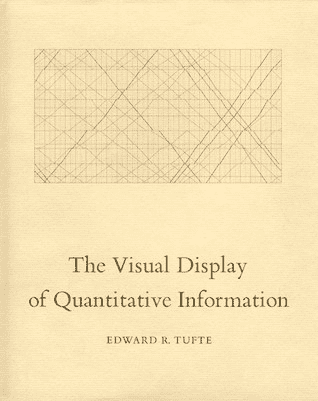 The Visual Display
of Quantitative Information
EDWARD R. TUFTE